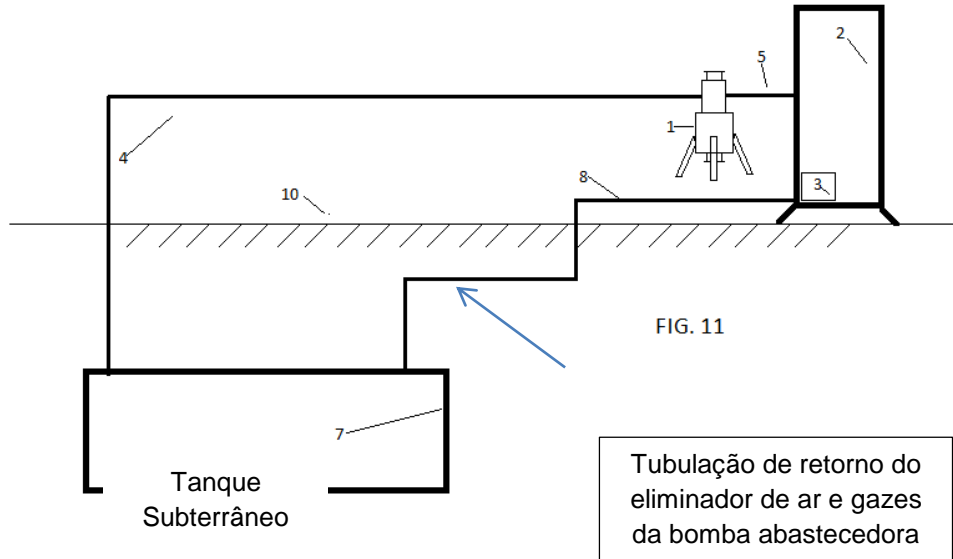 2
5
1
4
8
3
10
FIG. 11
7
Tanque
Subterrâneo
Tubulação de retorno do
eliminador de ar e gazes
da bomba abastecedora